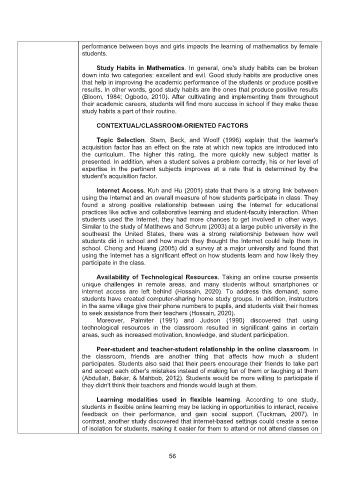 performance between boys and girls impacts the learning of mathematics by female
students.
Study Habits in Mathematics. In general, one's study habits can be broken
down into two categories: excellent and evil. Good study habits are productive ones
that help in improving the academic performance of the students or produce positive
results. In other words, good study habits are the ones that produce positive results
(Bloom, 1984; Ogbodo, 2010). After cultivating and implementing them throughout
their academic careers, students will find more success in school if they make these
study habits a part of their routine.
CONTEXTUAL/CLASSROOM-ORIENTED FACTORS
Topic Selection. Stem, Beck, and Woolf (1996) explain that the learner's
acquisition factor has an effect on the rate at which new topics are introduced into
the curriculum. The higher this rating, the more quickly new subject matter is
presented. In addition, when a student solves a problem correctly, his or her level of
expertise in the pertinent subjects improves at a rate that is determined by the
student's acquisition factor.
Internet Access. Kuh and Hu (2001) state that there is a strong link between
using the Internet and an overall measure of how students participate in class. They
found a strong positive relationship between using the Internet for educational
practices like active and collaborative learning and student-faculty interaction. When
students used the Internet, they had more chances to get involved in other ways.
Similar to the study of Matthews and Schrum (2003) at a large public university in the
southeast the United States, there was a strong relationship between how well
students did in school and how much they thought the Internet could help them in
school. Cheng and Huang (2005) did a survey at a major university and found that
using the Internet has a significant effect on how students learn and how likely they
participate in the class.
Availability of Technological Resources. Taking an online course presents
unique challenges in remote areas, and many students without smartphones or
internet access are left behind (Hossain, 2020). To address this demand, some
students have created computer-sharing home study groups. In addition, instructors
in the same village give their phone numbers to pupils, and students visit their homes
to seek assistance from their teachers (Hossain, 2020).
Moreover, Palmiter (1991) and Judson (1990) discovered that using
technological resources in the classroom resulted in significant gains in certain
areas, such as increased motivation, knowledge, and student participation.
Peer-student and teacher-student relationship in the online classroom. In
the classroom, friends are another thing that affects how much a student
participates. Students also said that their peers encourage their friends to take part
and accept each other's mistakes instead of making fun of them or laughing at them
(Abdullah, Bakar, & Mahbob, 2012). Students would be more willing to participate if
they didn't think their teachers and friends would laugh at them.
Learning modalities used in flexible learning. According to one study,
students in flexible online learning may be lacking in opportunities to interact, receive
feedback on their performance, and gain social support (Tuckman, 2007). In
contrast, another study discovered that internet-based settings could create a sense
of isolation for students, making it easier for them to attend or not attend classes on
56